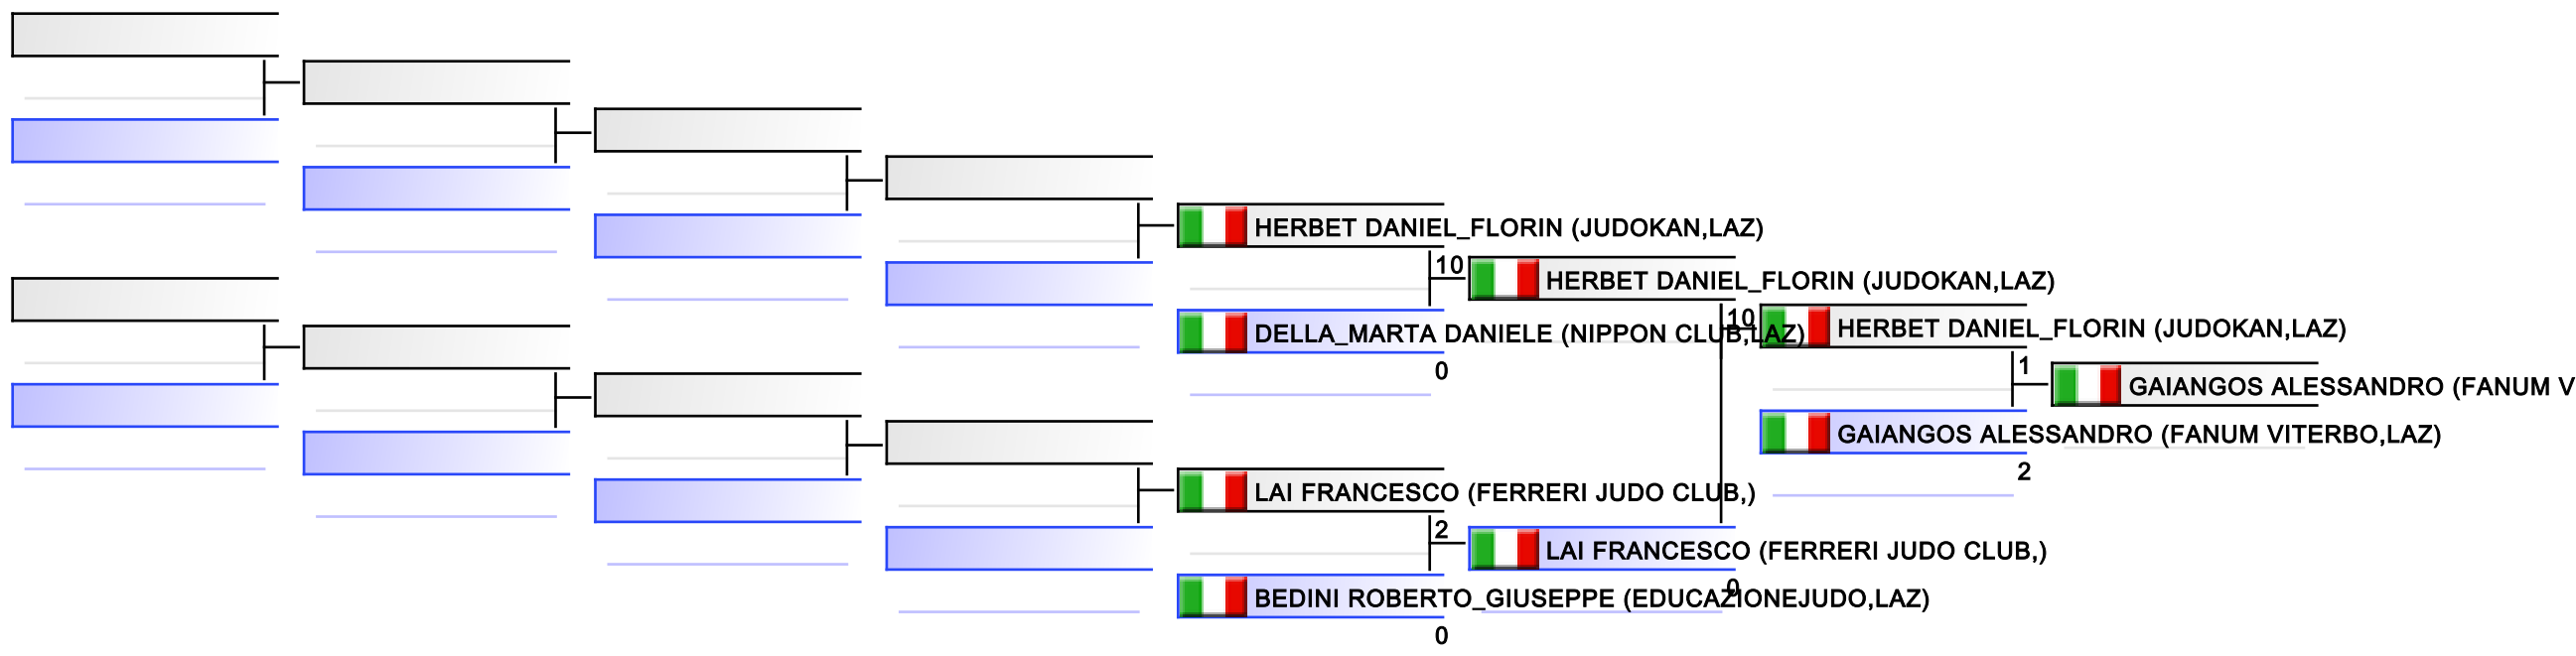 HERBET DANIEL_FLORIN (JUDOKAN,LAZ)
10
HERBET DANIEL_FLORIN (JUDOKAN,LAZ)
DELLA_MARTA DANIELE (NIPPON CLUB,LAZ)
0
10
HERBET DANIEL_FLORIN (JUDOKAN,LAZ)
1
GAIANGOS ALESSANDRO (FANUM V
GAIANGOS ALESSANDRO (FANUM VITERBO,LAZ)
2
LAI FRANCESCO (FERRERI JUDO CLUB,)
2
LAI FRANCESCO (FERRERI JUDO CLUB,)
0
BEDINI ROBERTO_GIUSEPPE (EDUCAZIONEJUDO,LAZ)
0